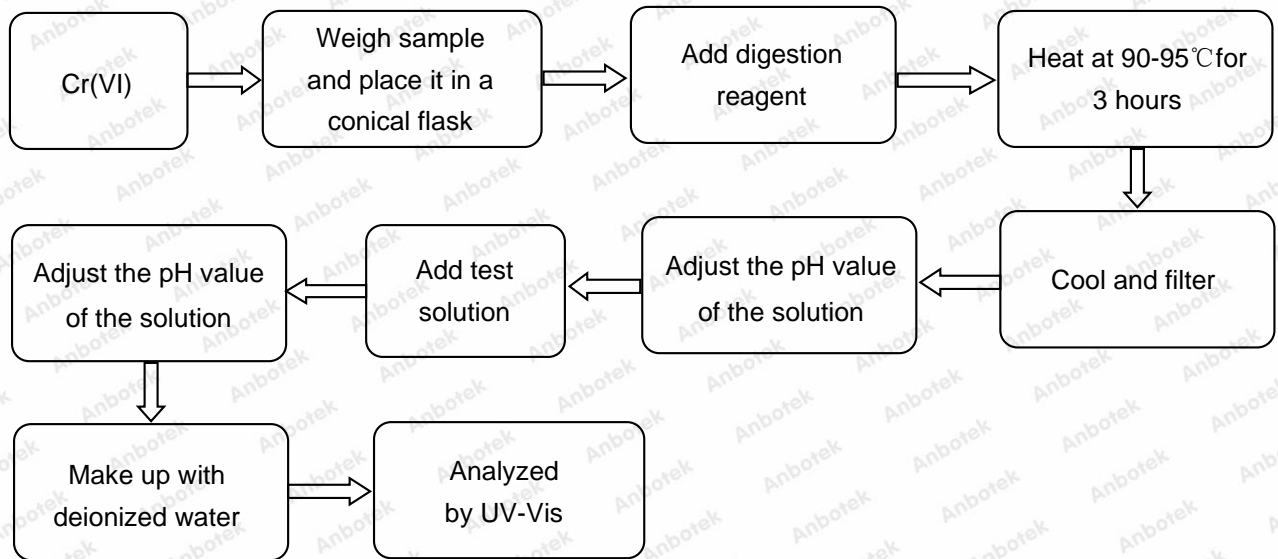 Cr(VI)
Weigh sample
and place it in a
conical flask
Add digestion
reagent
Heat at 90-95℃for
3 hours
Cool and filter
Adjust the pH value
of the solution
Add test
solution
Adjust the pH value
of the solution
Make up with
deionized water
Analyzed
by UV-Vis
Anbotek